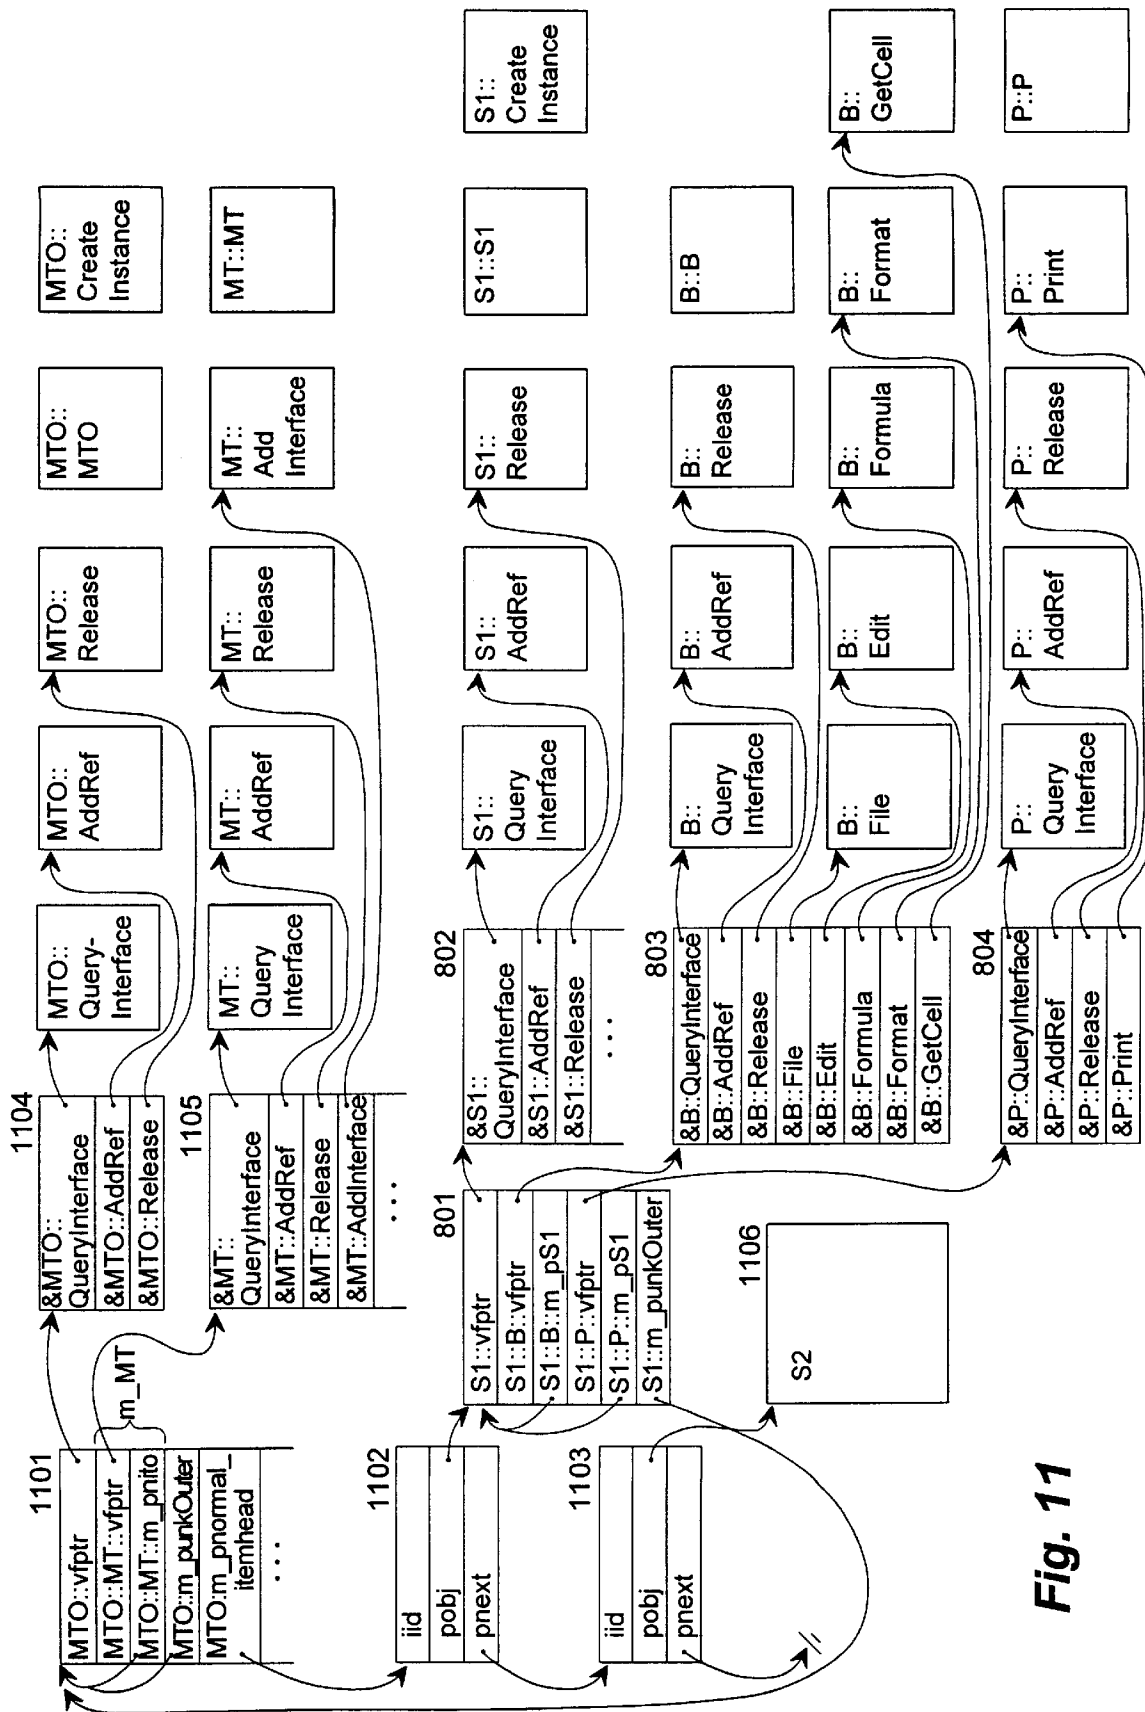 1101
MTO::vfptr
MTO::MT::vfptr
MTO::MT::m_pnito
MTO::m_punkOuter
MTO::m_pnormal_
itemhead
...
m_MT
1102
iid
pobj
pnext
1103
iid
pobj
pnext
1104
&MTO::
QueryInterface
&MTO::AddRef
&MTO::Release
1105
&MT::
QueryInterface
&MT::AddRef
&MT::Release
&MT::AddInterface
...
801
S1::vfptr
S1::B::vfptr
S1::B::m_pS1
S1::P::vfptr
S1::P::m_pS1
S1::m_punkOuter
1106
S2
802
&S1::
QueryInterface
&S1::AddRef
&S1::Release
...
803
&B::QueryInterface
&B::AddRef
&B::Release
&B::File
&B::Edit
&B::Formula
&B::Format
&B::GetCell
804
&P::QueryInterface
&P::AddRef
&P::Release
&P::Print
MTO::
Query-
Interface
MTO::
AddRef
MTO::
Release
MTO::
MTO
MTO::
Create
Instance
MT::
Query
Interface
MT::
AddRef
MT::
Release
MT::
Add
Interface
MT::MT
S1::
Query
Interface
S1::
AddRef
S1::
Release
S1::S1
S1::
Create
Instance
B::
Query
Interface
B::
AddRef
B::
Release
B::B
B::
File
B::
Edit
B::
Formula
B::
Format
B::
GetCell
P::
Query
Interface
P::
AddRef
P::
Release
P::
Print
P::P
Fig. 11